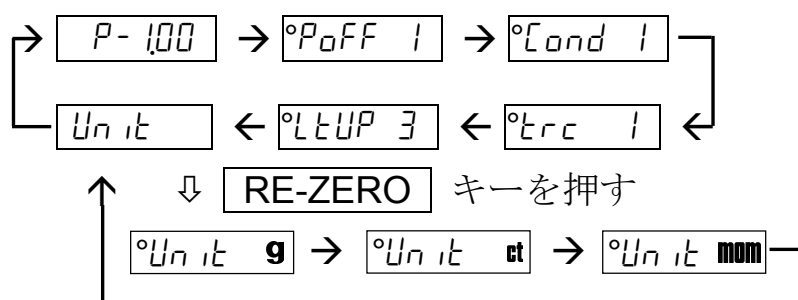 P-1.00 → °PoFF 1 → °Cond 1
Unit ← °LtUP 3 ← °trc 1
⇩ RE-ZERO キーを押す
°Unit g → °Unit ct → °Unit mom